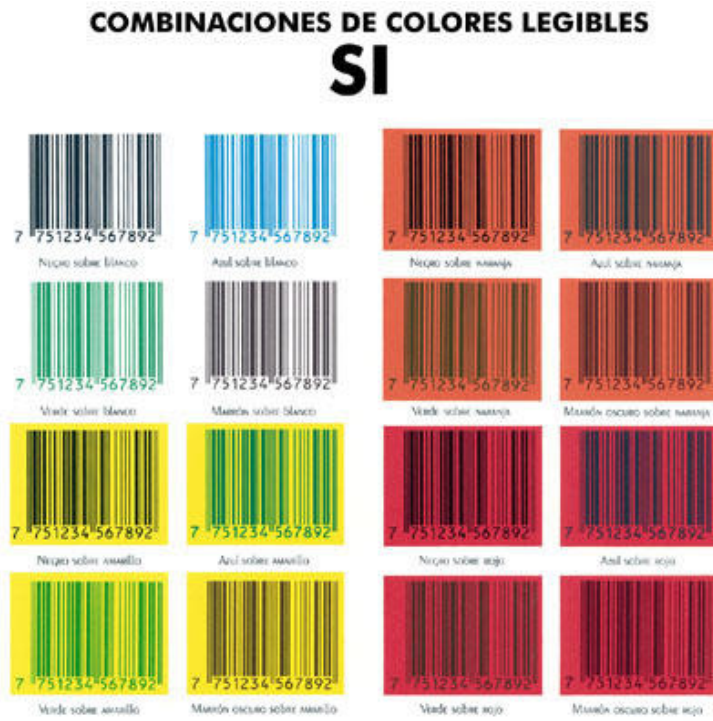 COMBINACIONES DE COLORES LEGIBLES
SI
7 751234 567892
7 751234 567892
7 751234 567892
7 751234 567892
Negro sobre blanco
Azul sobre blanco
Negro sobre naranja
Azul sobre naranja
7 751234 567892
7 751234 567892
7 751234 567892
7 751234 567892
Verde sobre blanco
Marrón sobre blanco
Verde sobre naranja
Marrón oscuro sobre naranja
7 751234 567892
7 751234 567892
7 751234 567892
7 751234 567892
Negro sobre amarillo
Azul sobre amarillo
Negro sobre rojo
Azul sobre rojo
7 751234 567892
7 751234 567892
7 751234 567892
7 751234 567892
Verde sobre amarillo
Marrón oscuro sobre amarillo
Verde sobre rojo
Marrón oscuro sobre rojo